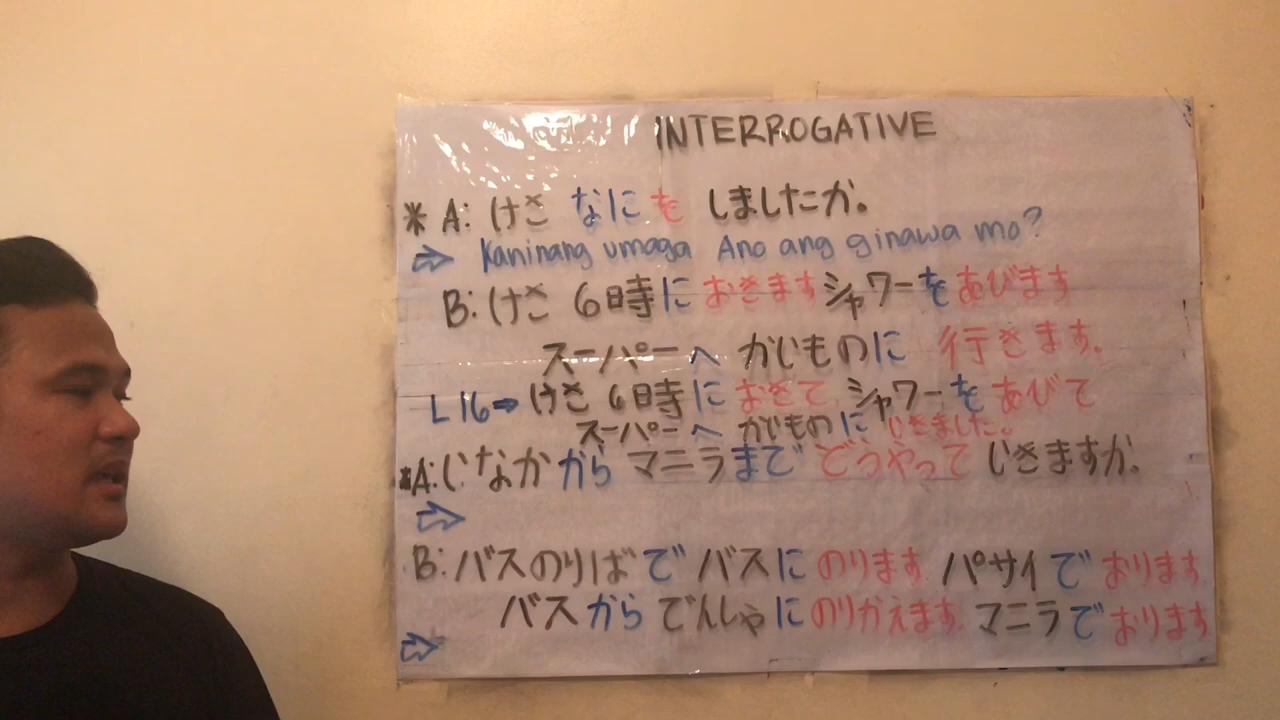 INTERROGATIVE
* A: けさ なにを しましたか。
⇨ Kaninang umaga Ano ang ginawa mo?
B: けさ 6時に おきます シャワーを あびます
スーパーへ かいものに 行きます。
L16⇨ けさ 6時に おきて シャワーを あびて
スーパーへ かいものに いきました。
*A: いなかから マニラまで どうやって いきますか。
⇨
B: バスのりばで バスに のります パサイで おります
バスから でんしゃに のりかえます マニラで おります
⇨